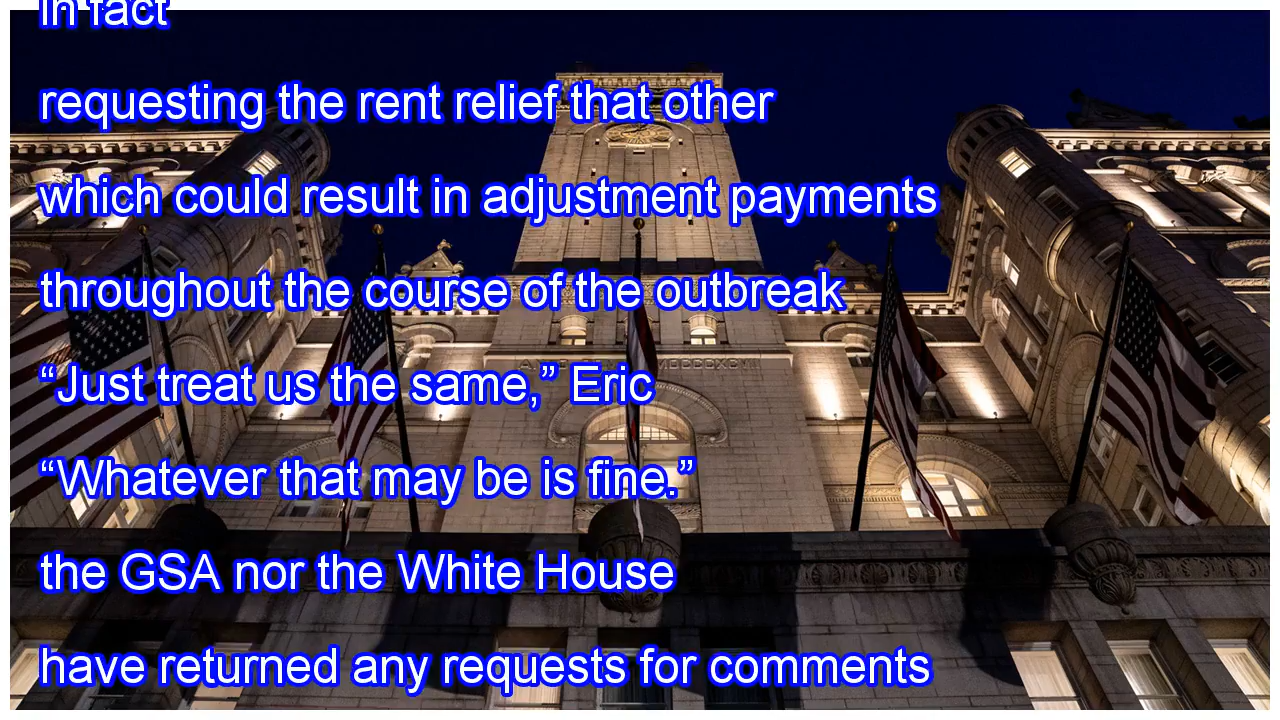 in fact
requesting the rent relief that other
which could result in adjustment payments
throughout the course of the outbreak
“Just treat us the same,” Eric
“Whatever that may be is fine.”
the GSA nor the White House
have returned any requests for comments